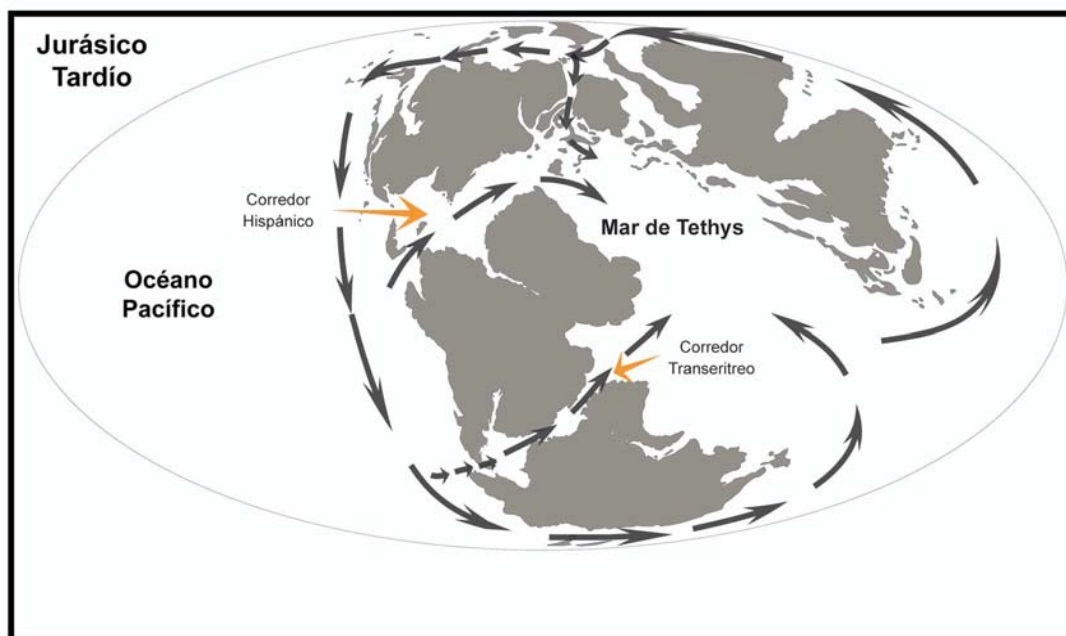 Jurásico
Tardío
Corredor
Hispánico
Mar de Tethys
Océano
Pacífico
Corredor
Transeritreo